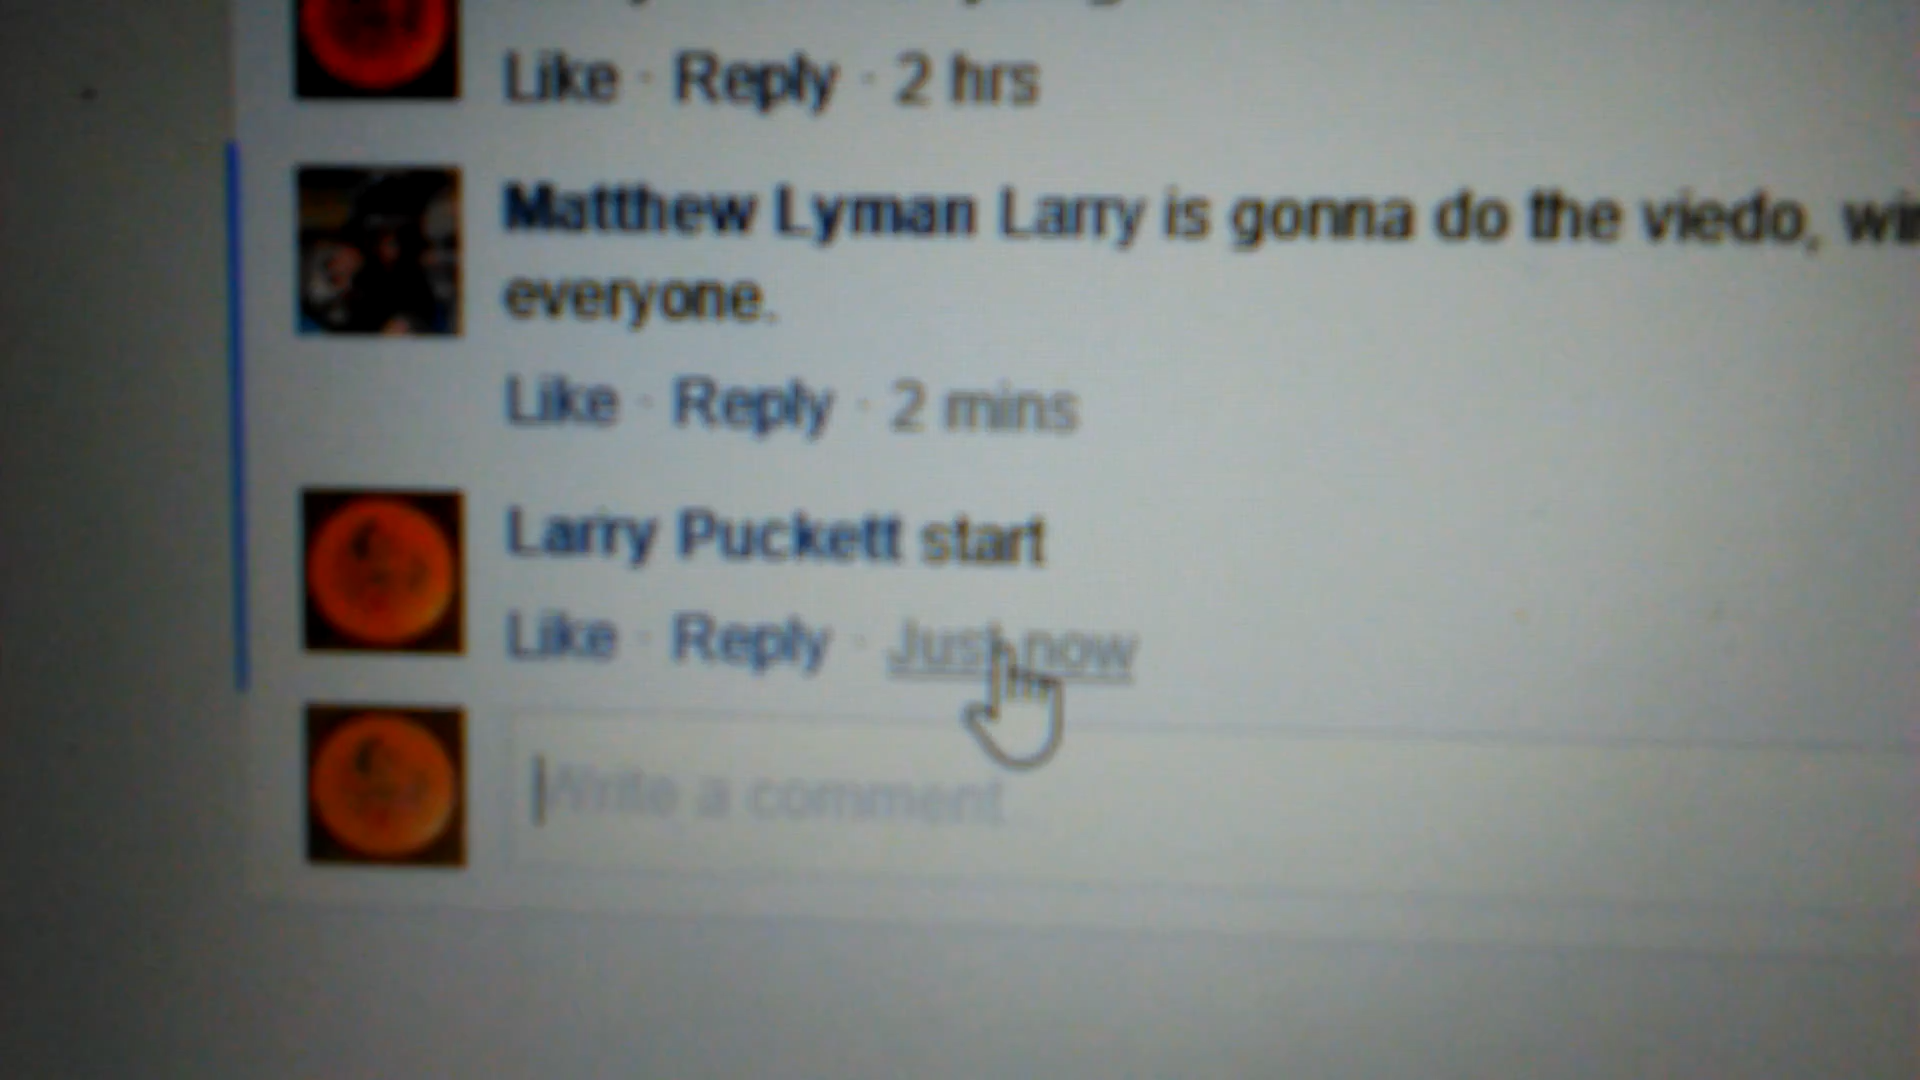 Like · Reply · 2 hrs
Matthew Lyman Larry is gonna do the viedo,
everyone.
Like · Reply · 2 mins
Larry Puckett start
Like · Reply · Just now
Write a comment